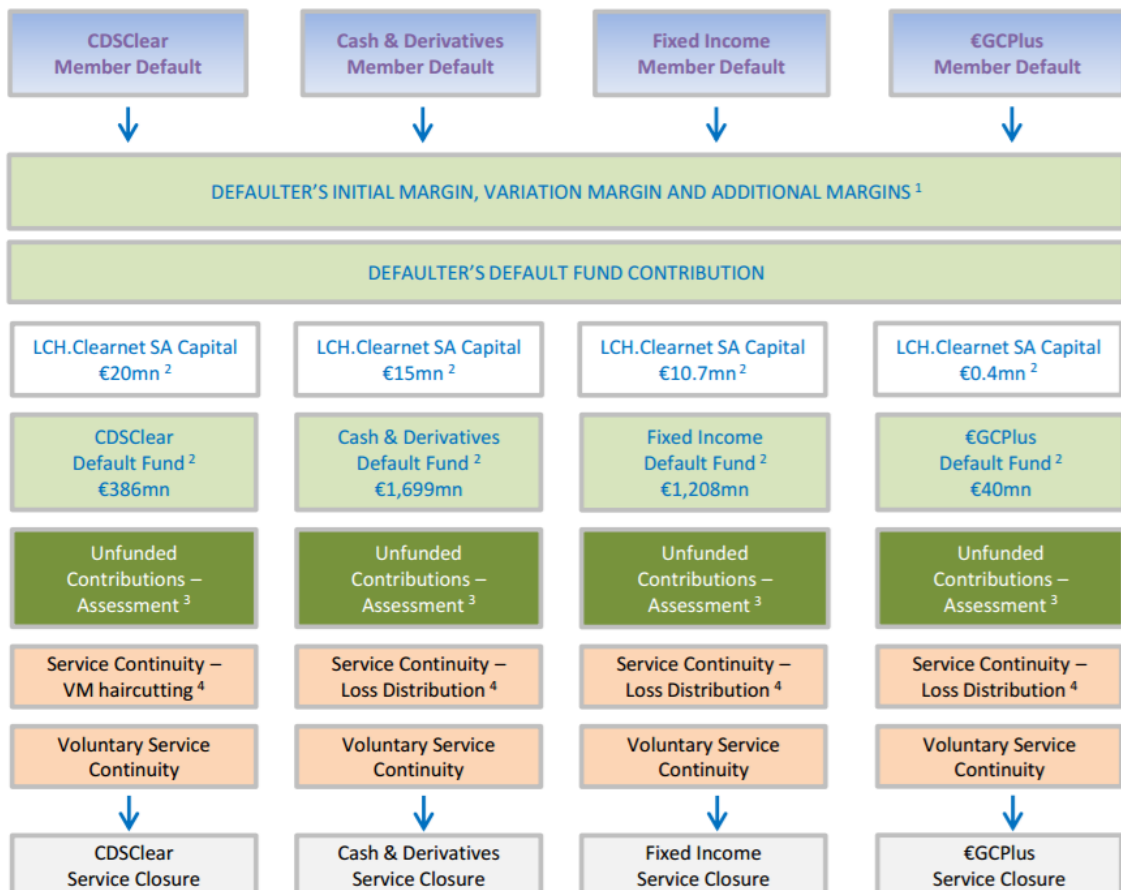 CDSClear
Member Default
Cash & Derivatives
Member Default
Fixed Income
Member Default
€GCPlus
Member Default
DEFAULTER'S INITIAL MARGIN, VARIATION MARGIN AND ADDITIONAL MARGINS ¹
DEFAULTER'S DEFAULT FUND CONTRIBUTION
LCH.Clearnet SA Capital
€20mn ²
LCH.Clearnet SA Capital
€15mn ²
LCH.Clearnet SA Capital
€10.7mn ²
LCH.Clearnet SA Capital
€0.4mn ²
CDSClear
Default Fund ²
€386mn
Cash & Derivatives
Default Fund ²
€1,699mn
Fixed Income
Default Fund ²
€1,208mn
€GCPlus
Default Fund ²
€40mn
Unfunded
Contributions –
Assessment ³
Unfunded
Contributions –
Assessment ³
Unfunded
Contributions –
Assessment ³
Unfunded
Contributions –
Assessment ³
Service Continuity –
VM haircutting ⁴
Service Continuity –
Loss Distribution ⁴
Service Continuity –
Loss Distribution ⁴
Service Continuity –
Loss Distribution ⁴
Voluntary Service
Continuity
Voluntary Service
Continuity
Voluntary Service
Continuity
Voluntary Service
Continuity
CDSClear
Service Closure
Cash & Derivatives
Service Closure
Fixed Income
Service Closure
€GCPlus
Service Closure